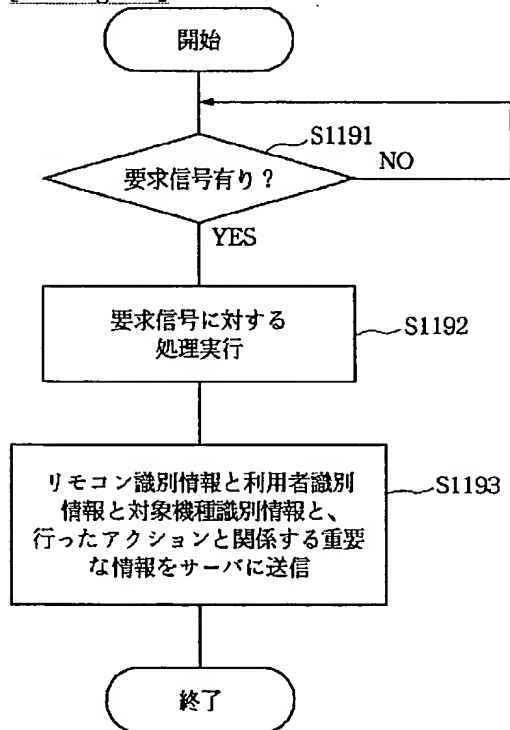 開始
S1191
要求信号有り?
NO
YES
要求信号に対する
処理実行
S1192
リモコン識別情報と利用者識別
情報と対象機種識別情報と、
行ったアクションと関係する重要
な情報をサーバに送信
S1193
終了